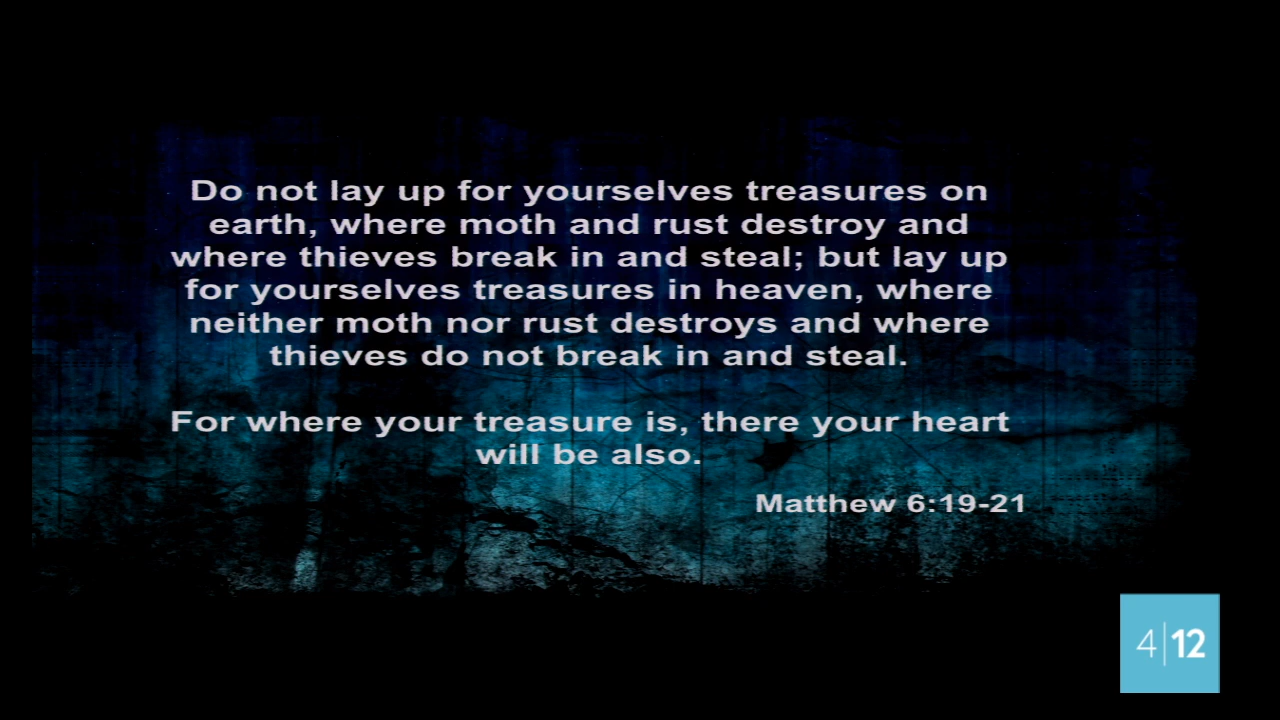 Do not lay up for yourselves treasures on
earth, where moth and rust destroy and
where thieves break in and steal; but lay up
for yourselves treasures in heaven, where
neither moth nor rust destroys and where
thieves do not break in and steal.
For where your treasure is, there your heart
will be also.
Matthew 6:19-21
4|12